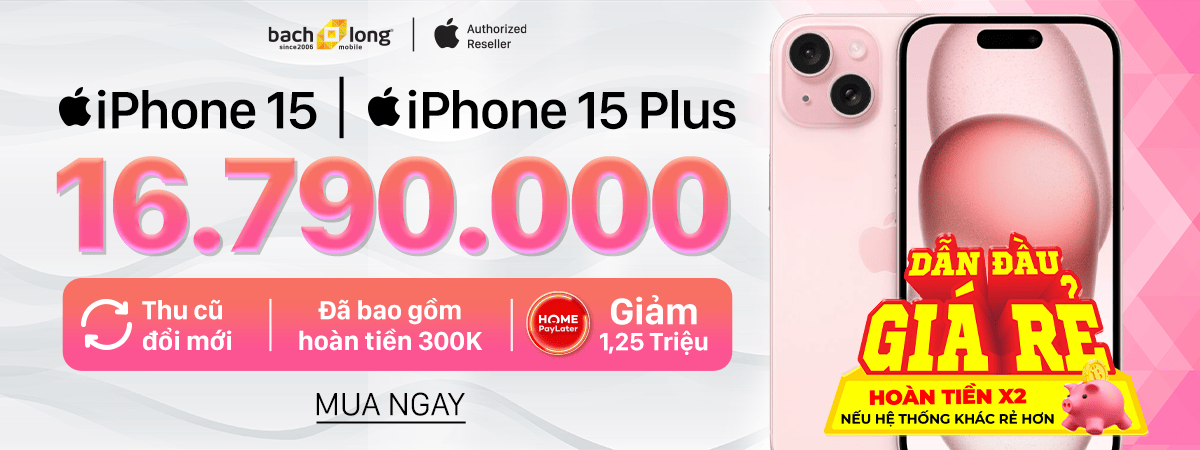 bach long
since2006 mobile
Authorized
Reseller
iPhone 15 | iPhone 15 Plus
16.790.000
Thu cũ
đổi mới
Đã bao gồm
hoàn tiền 300K
HOME
PayLater
Giảm
1,25 Triệu
MUA NGAY
DẪN ĐẦU
GIÁ RẺ
HOÀN TIỀN X2
NẾU HỆ THỐNG KHÁC RẺ HƠN